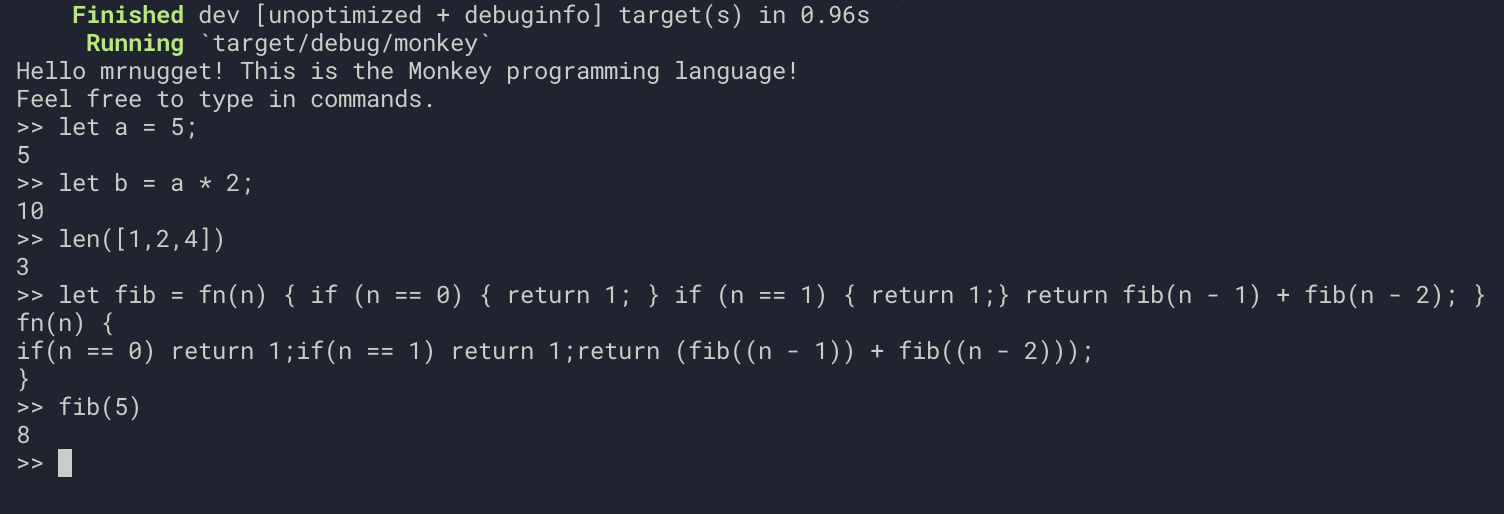 Finished dev [unoptimized + debuginfo] target(s) in 0.96s
Running `target/debug/monkey`
Hello mrnugget! This is the Monkey programming language!
Feel free to type in commands.
>> let a = 5;
5
>> let b = a * 2;
10
>> len([1,2,4])
3
>> let fib = fn(n) { if (n == 0) { return 1; } if (n == 1) { return 1;} return fib(n - 1) + fib(n - 2); }
fn(n) {
if(n == 0) return 1;if(n == 1) return 1;return (fib((n - 1)) + fib((n - 2)));
}
>> fib(5)
8
>>